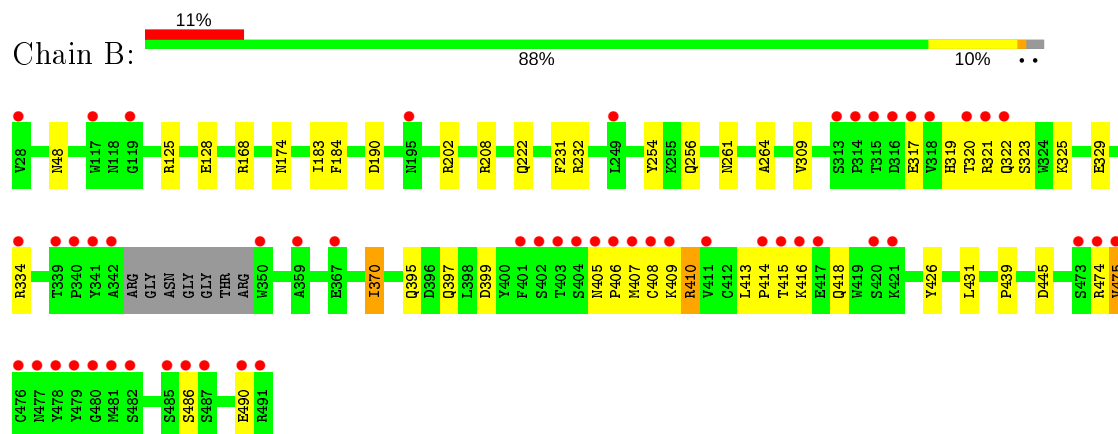 11%
Chain B:
88%
10%
V28 N48 W117 N118 G119 R125 E128 R168 N174 I183 F184 D190 N195 R202 R208 Q222 F231 R232 L249 Y254 K255 Q256 N261 A264 V309 S313 P314 T315 D316 E317 V318 H319 T320 R321 Q322 S323 W324 K325 E329
R334 T339 P340 Y341 A342 ARG GLY ASN GLY GLY THR ARG W350 A359 E367 I370 Q395 D396 Q397 L398 D399 Y400 F401 S402 T403 S404 N405 P406 M407 C408 K409 R410 V411 C412 L413 P414 T415 K416 E417 Q418 W419 S420 K421 Y426 L431 P439 D445 S473 R474 V475
C476 N477 Y478 Y479 G480 M481 S482 S485 S486 S487 E490 R491